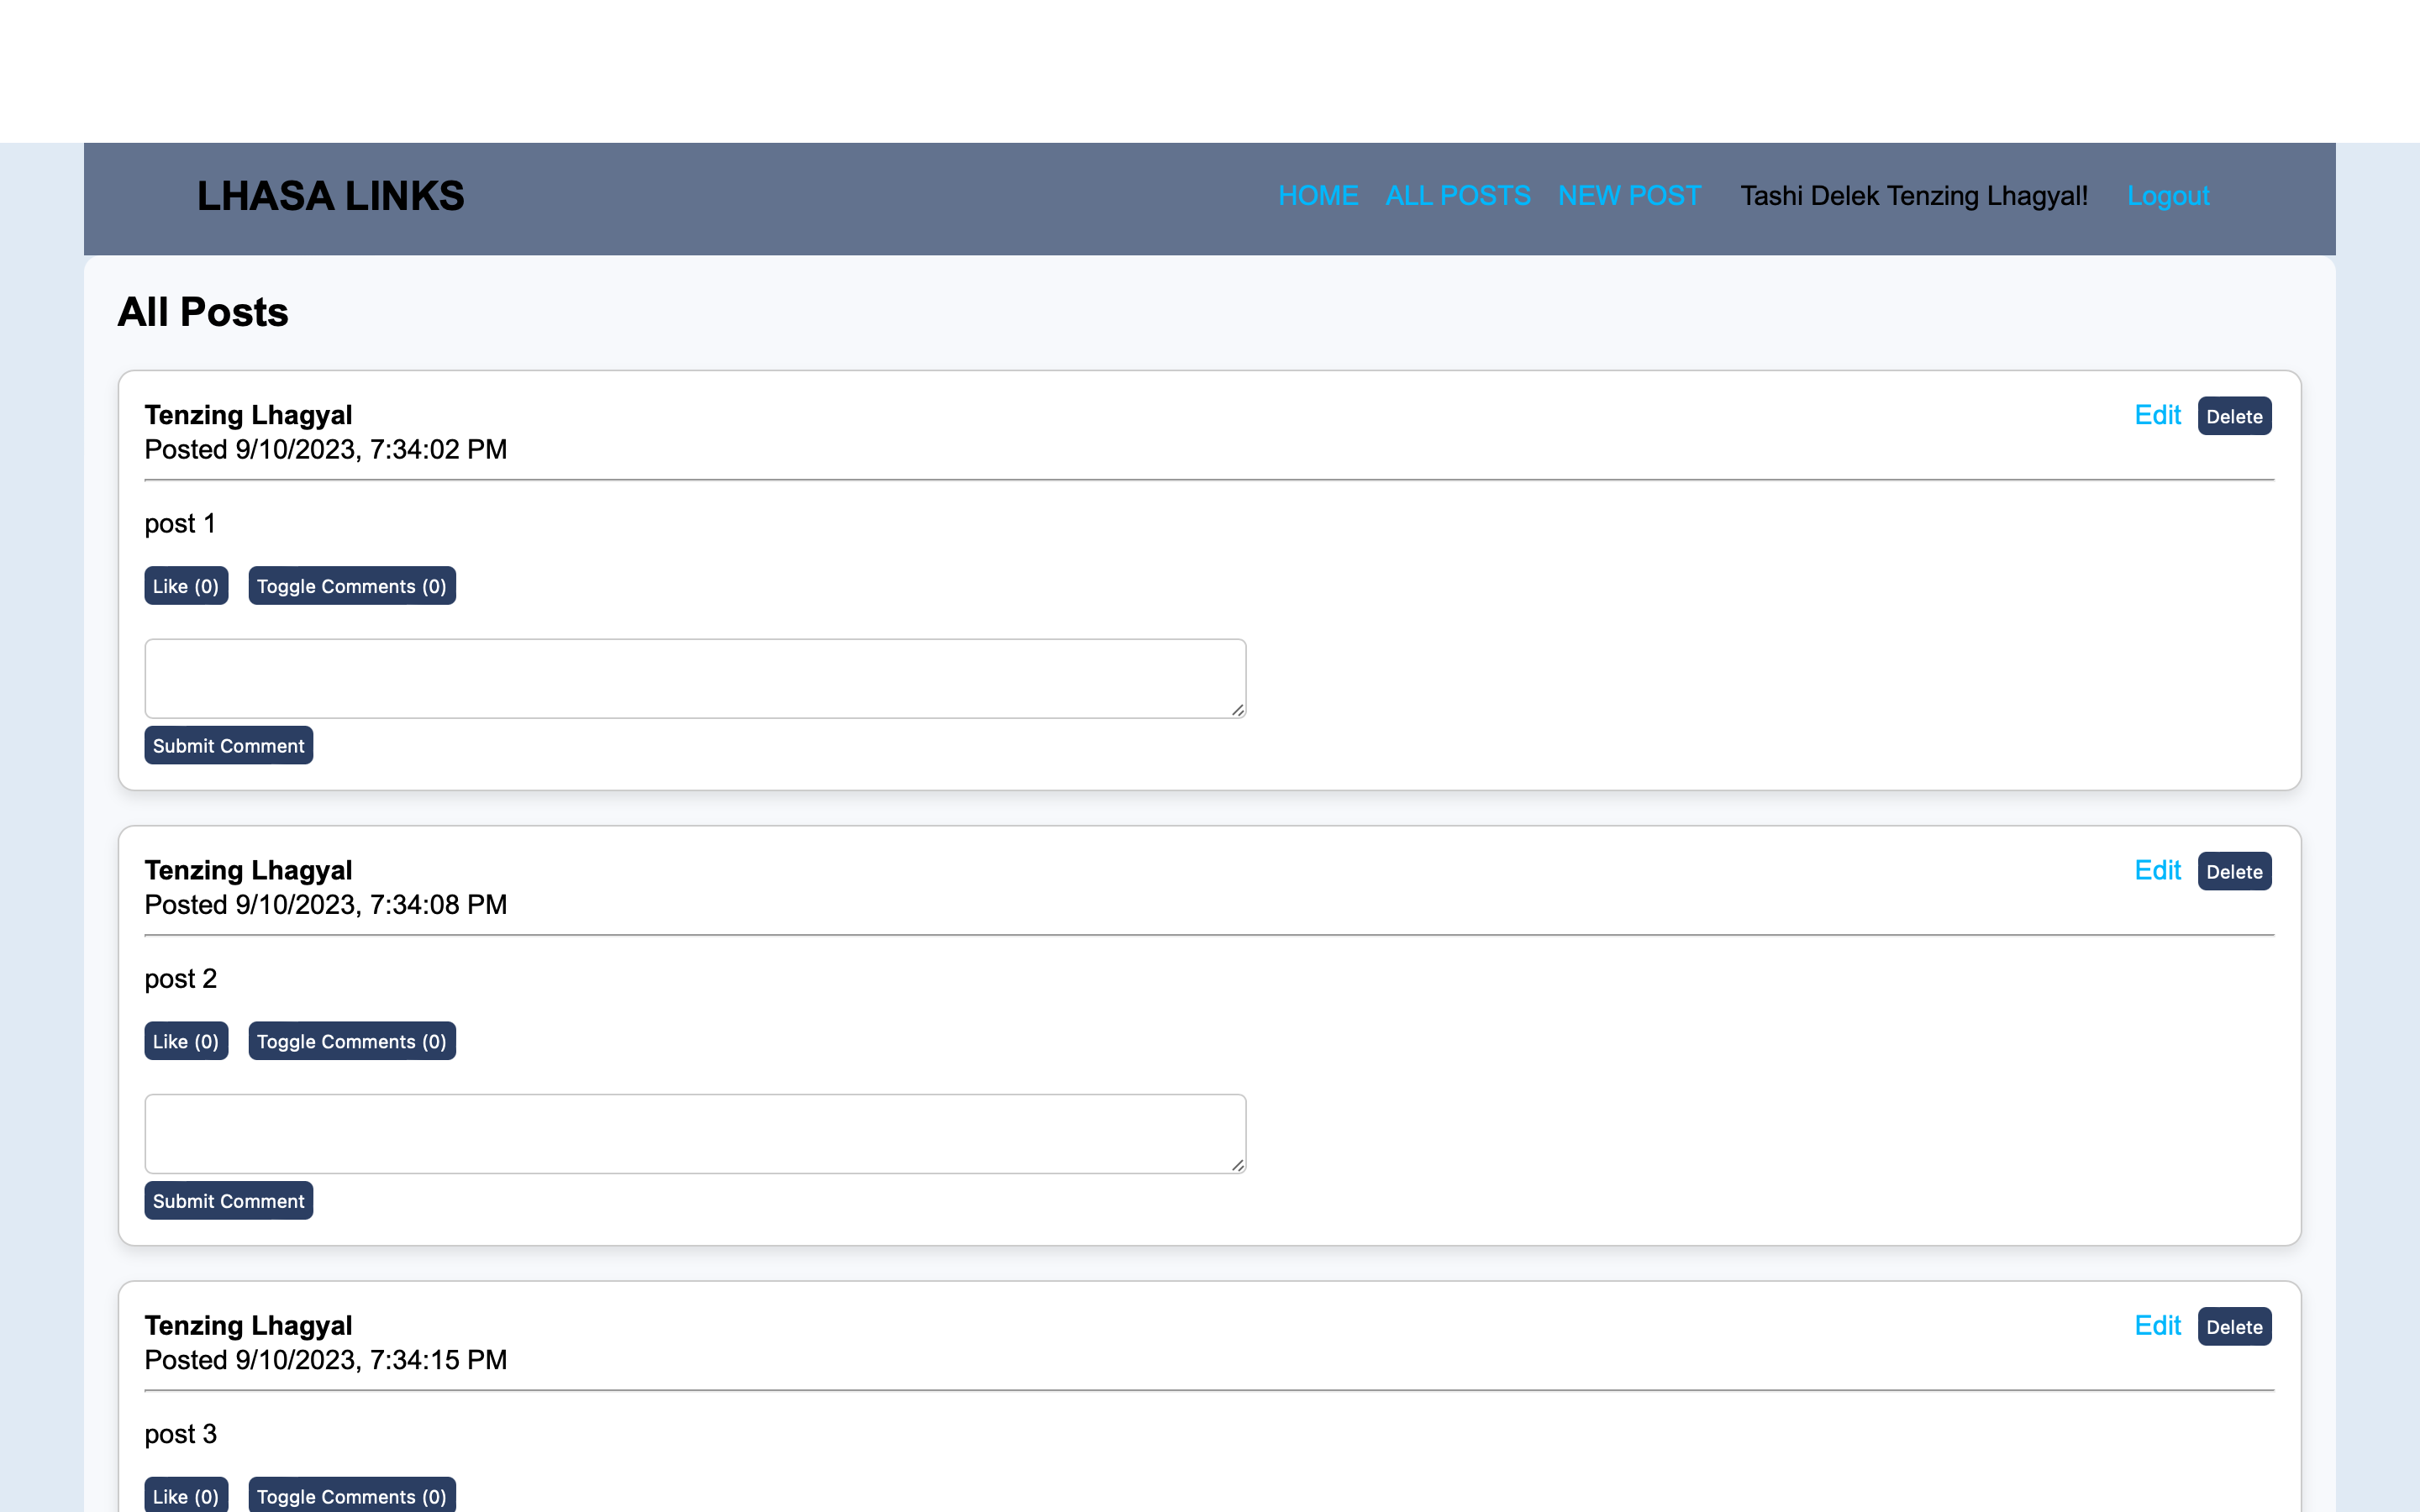 LHASA LINKS HOME ALL POSTS NEW POST Tashi Delek Tenzing Lhagyal! Logout
All Posts
Tenzing Lhagyal Edit Delete
Posted 9/10/2023, 7:34:02 PM
post 1
Like (0) Toggle Comments (0)
Submit Comment
Tenzing Lhagyal Edit Delete
Posted 9/10/2023, 7:34:08 PM
post 2
Like (0) Toggle Comments (0)
Submit Comment
Tenzing Lhagyal Edit Delete
Posted 9/10/2023, 7:34:15 PM
post 3
Like (0) Toggle Comments (0)